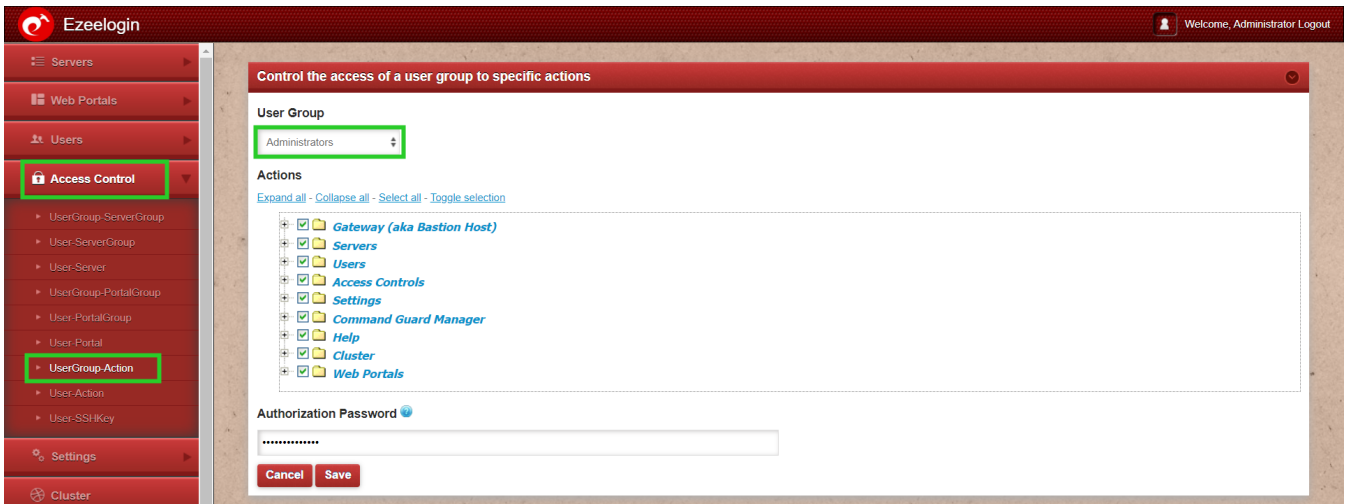 Ezeelogin
Welcome, Administrator Logout
Servers
Web Portals
Users
Access Control
UserGroup-ServerGroup
User-ServerGroup
User-Server
UserGroup-PortalGroup
User-PortalGroup
User-Portal
UserGroup-Action
User-Action
User-SSHKey
Settings
Cluster
Control the access of a user group to specific actions
User Group
Administrators
Actions
Expand all - Collapse all - Select all - Toggle selection
Gateway (aka Bastion Host)
Servers
Users
Access Controls
Settings
Command Guard Manager
Help
Cluster
Web Portals
Authorization Password
••••••••••••••
Cancel Save